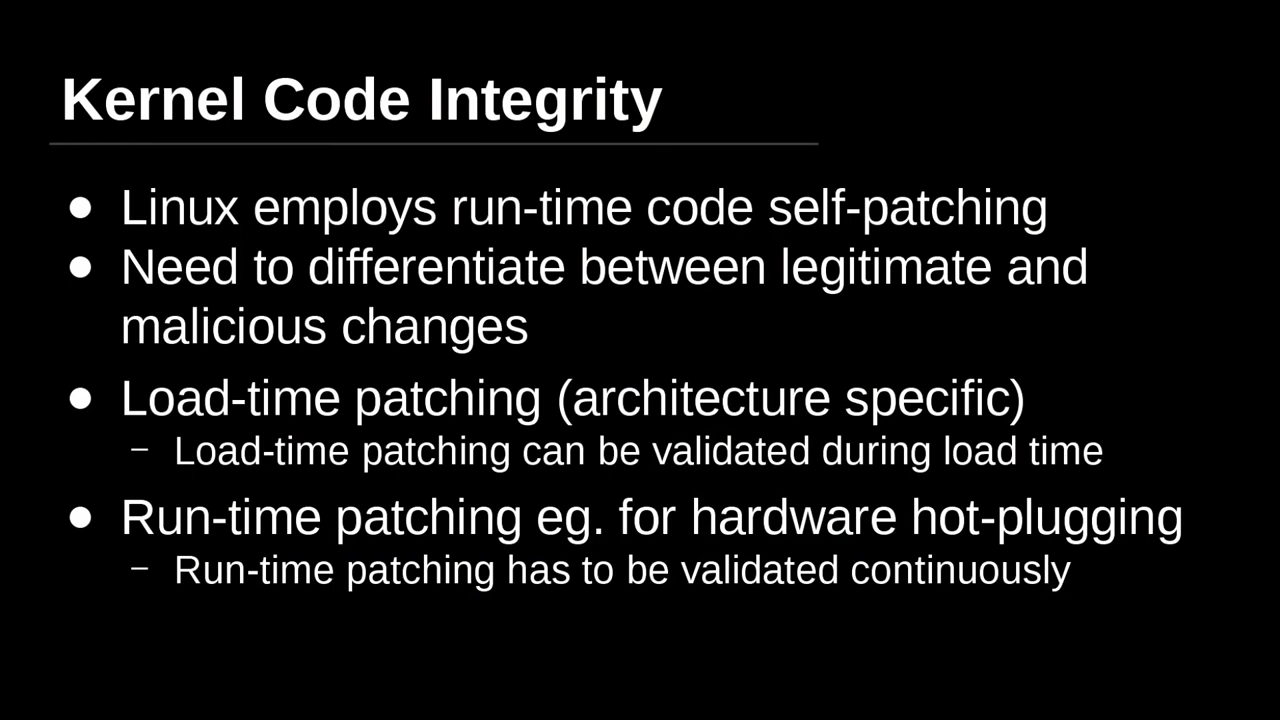 Kernel Code Integrity
● Linux employs run-time code self-patching
● Need to differentiate between legitimate and
malicious changes
● Load-time patching (architecture specific)
– Load-time patching can be validated during load time
● Run-time patching eg. for hardware hot-plugging
– Run-time patching has to be validated continuously